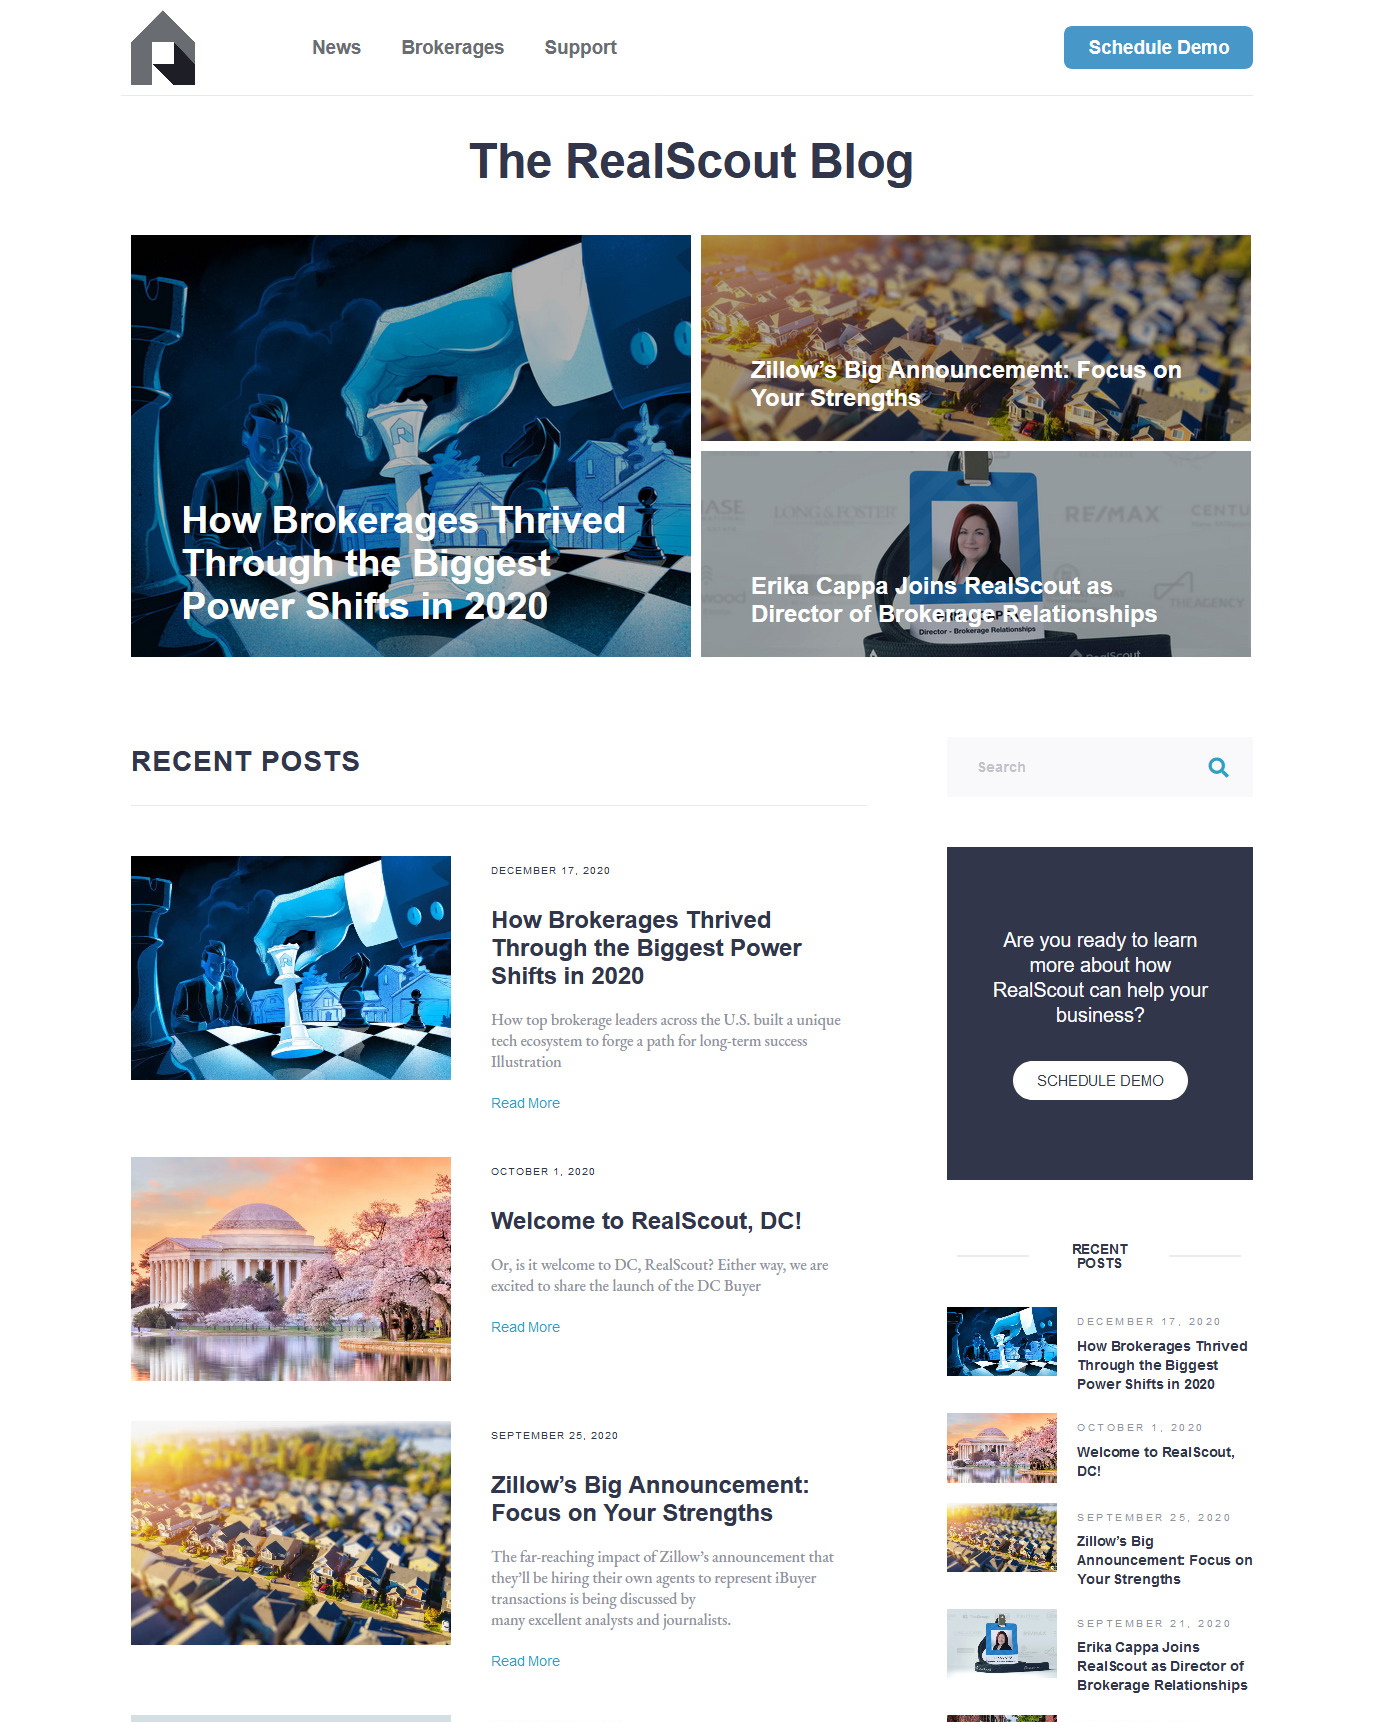 News Brokerages Support Schedule Demo
The RealScout Blog
How Brokerages Thrived
Through the Biggest
Power Shifts in 2020
Zillow’s Big Announcement: Focus on
Your Strengths
LONG & FOSTER
RE/MAX
CENTU
THEAGENCY
Erika Cappa Joins RealScout as
Director of Brokerage Relationships
Director - Brokerage Relationships
RealScout
RECENT POSTS
DECEMBER 17, 2020
How Brokerages Thrived
Through the Biggest Power
Shifts in 2020
How top brokerage leaders across the U.S. built a unique
tech ecosystem to forge a path for long-term success
Illustration
Read More
OCTOBER 1, 2020
Welcome to RealScout, DC!
Or, is it welcome to DC, RealScout? Either way, we are
excited to share the launch of the DC Buyer
Read More
SEPTEMBER 25, 2020
Zillow’s Big Announcement:
Focus on Your Strengths
The far-reaching impact of Zillow’s announcement that
they’ll be hiring their own agents to represent iBuyer
transactions is being discussed by
many excellent analysts and journalists.
Read More
Search
Are you ready to learn
more about how
RealScout can help your
business?
SCHEDULE DEMO
RECENT
POSTS
DECEMBER 17, 2020
How Brokerages Thrived
Through the Biggest
Power Shifts in 2020
OCTOBER 1, 2020
Welcome to RealScout,
DC!
SEPTEMBER 25, 2020
Zillow’s Big
Announcement: Focus on
Your Strengths
SEPTEMBER 21, 2020
Erika Cappa Joins
RealScout as Director of
Brokerage Relationships